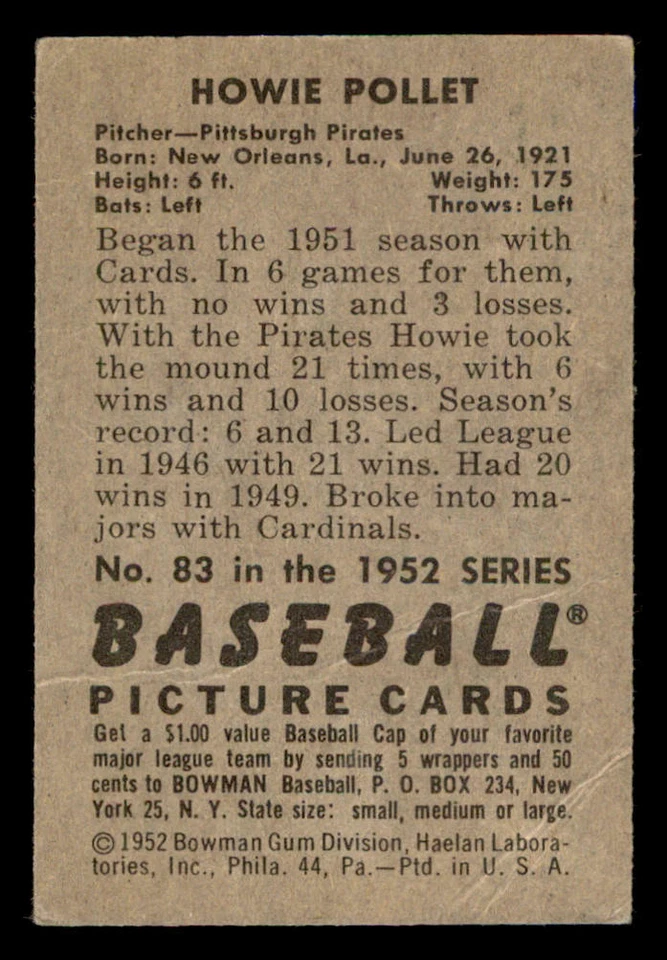 HOWIE POLLET
Pitcher—Pittsburgh Pirates
Born: New Orleans, La., June 26, 1921
Height: 6 ft. Weight: 175
Bats: Left Throws: Left
Began the 1951 season with
Cards. In 6 games for them,
with no wins and 3 losses.
With the Pirates Howie took
the mound 21 times, with 6
wins and 10 losses. Season's
record: 6 and 13. Led League
in 1946 with 21 wins. Had 20
wins in 1949. Broke into ma-
jors with Cardinals.
No. 83 in the 1952 SERIES
BASEBALL®
PICTURE CARDS
Get a $1.00 value Baseball Cap of your favorite
major league team by sending 5 wrappers and 50
cents to BOWMAN Baseball, P. O. BOX 234, New
York 25, N. Y. State size: small, medium or large.
© 1952 Bowman Gum Division, Haelan Labora-
tories, Inc., Phila. 44, Pa.—Ptd. in U. S. A.